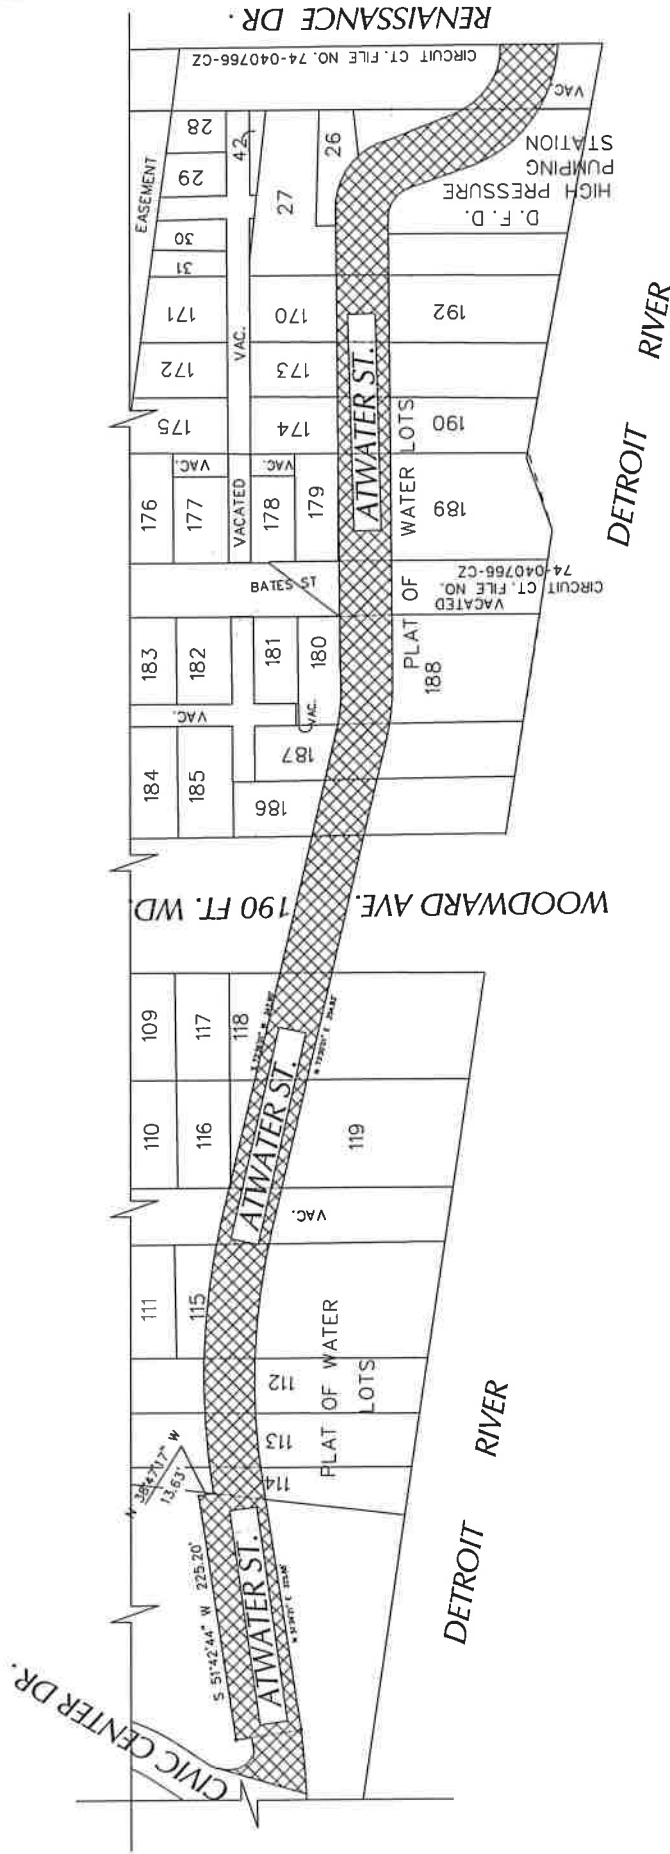 RENAISSANCE DR.
CIRCUIT CT. FILE NO. 74-040766-CZ
VAC.
EASEMENT
28
29
30
31
42
27
26
D.F.D.
HIGH PRESSURE
PUMPING
STATION
171
170
192
172
VAC.
173
175
174
190
ATWATER ST.
PLAT OF WATER LOTS
176
177
VAC.
VACATED
178
VAC.
179
189
DETROIT RIVER
BATES ST
VACATED
CIRCUIT CT. FILE NO.
74-040766-CZ
183
182
181
180
188
VAC.
VAC.
184
185
187
186
WOODWARD AVE. 190 FT. WD.
109
117
118
110
116
119
ATWATER ST.
VAC.
111
115
112
113
114
PLAT OF WATER
LOTS
N 38°47'17" W
13.63'
S 51°42'44" W 225.20'
ATWATER ST.
DETROIT RIVER
CIVIC CENTER DR.